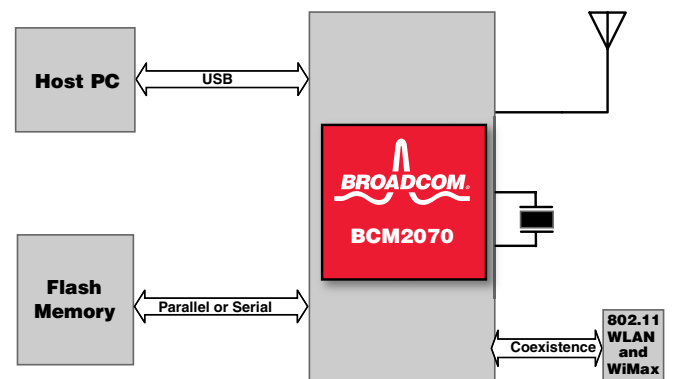 Host PC
USB
BROADCOM.
BCM2070
Flash
Memory
Parallel or Serial
Coexistence
802.11
WLAN
and
WiMax